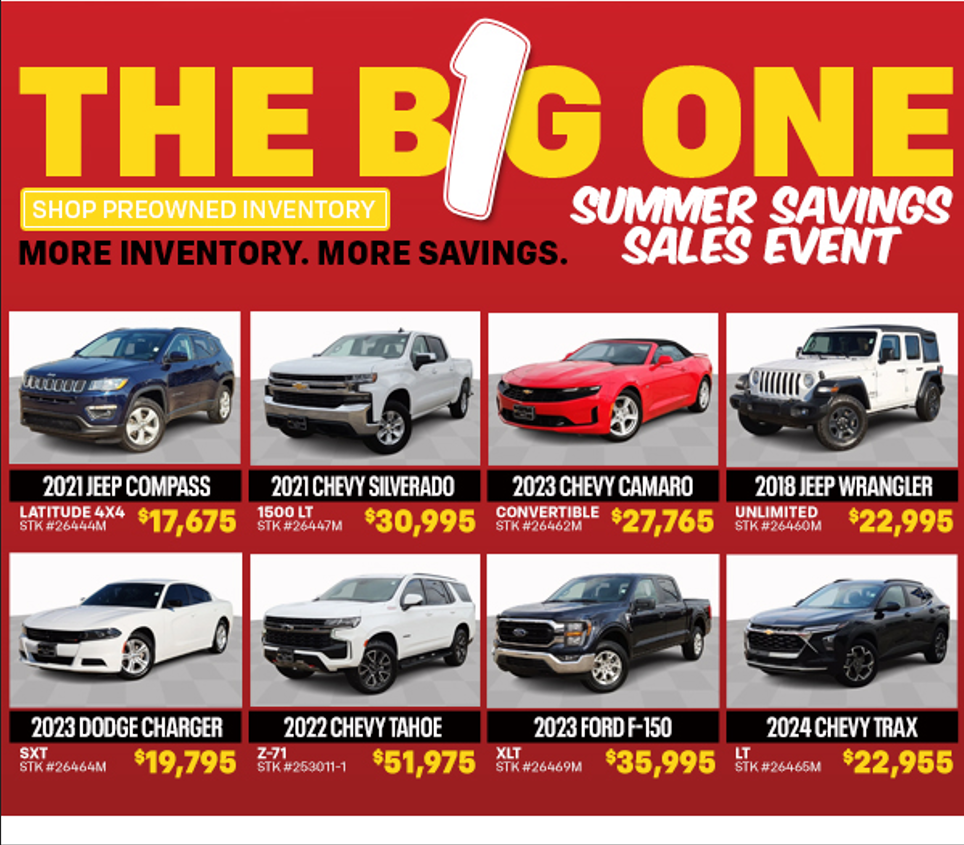 THE B1G ONE
SHOP PREOWNED INVENTORY
SUMMER SAVINGS
SALES EVENT
MORE INVENTORY. MORE SAVINGS.
2021 JEEP COMPASS
LATITUDE 4X4
STK #26444M
$17,675
2021 CHEVY SILVERADO
1500 LT
STK #26447M
$30,995
2023 CHEVY CAMARO
CONVERTIBLE
STK #26462M
$27,765
2018 JEEP WRANGLER
UNLIMITED
STK #26460M
$22,995
2023 DODGE CHARGER
SXT
STK #26464M
$19,795
2022 CHEVY TAHOE
Z-71
STK #253011-1
$51,975
2023 FORD F-150
XLT
STK #26469M
$35,995
2024 CHEVY TRAX
LT
STK #26465M
$22,955